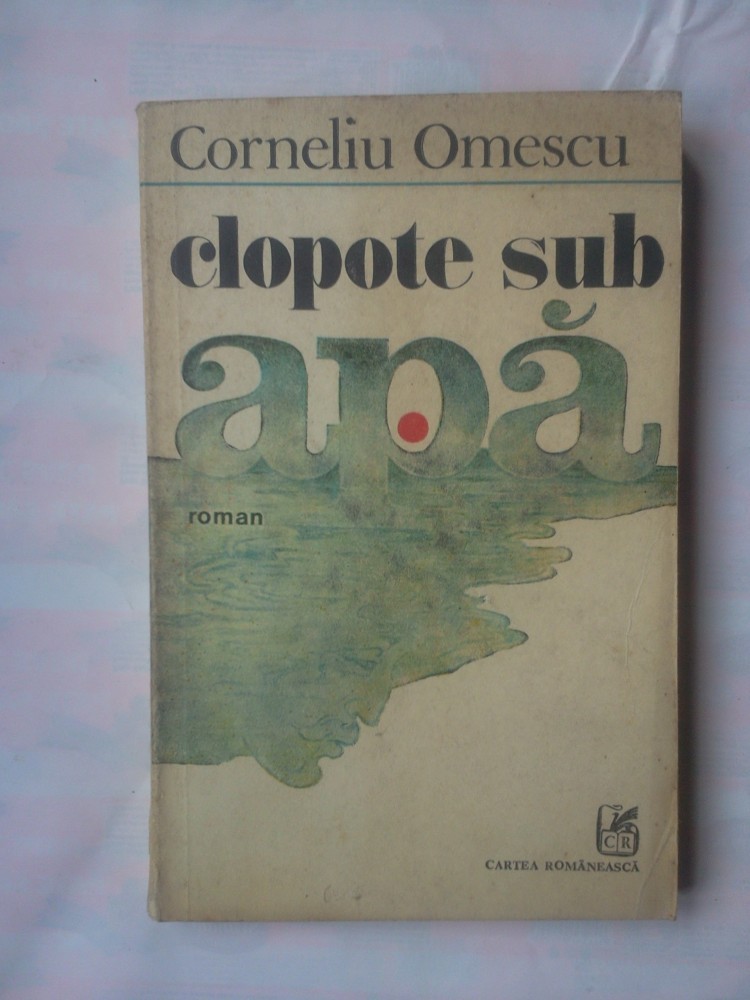 Corneliu Omescu
clopote sub
apă
roman
CR
CARTEA ROMÂNEASCĂ